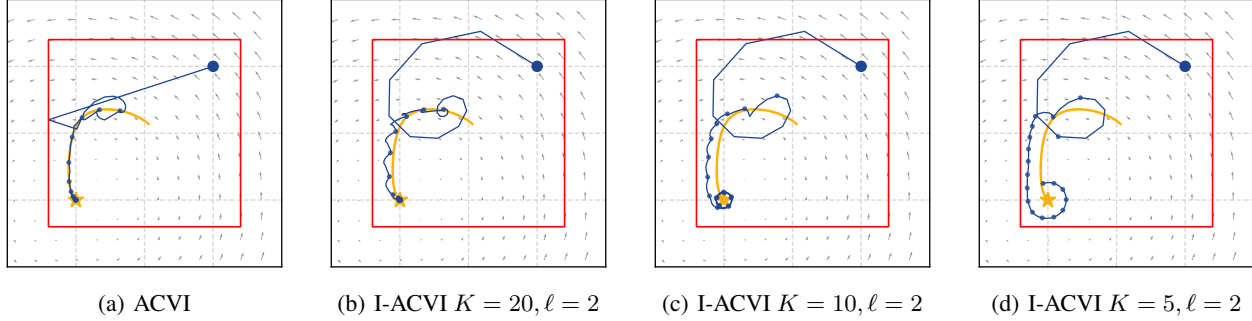 (a) ACVI
(b) I-ACVI K = 20, ℓ = 2
(c) I-ACVI K = 10, ℓ = 2
(d) I-ACVI K = 5, ℓ = 2